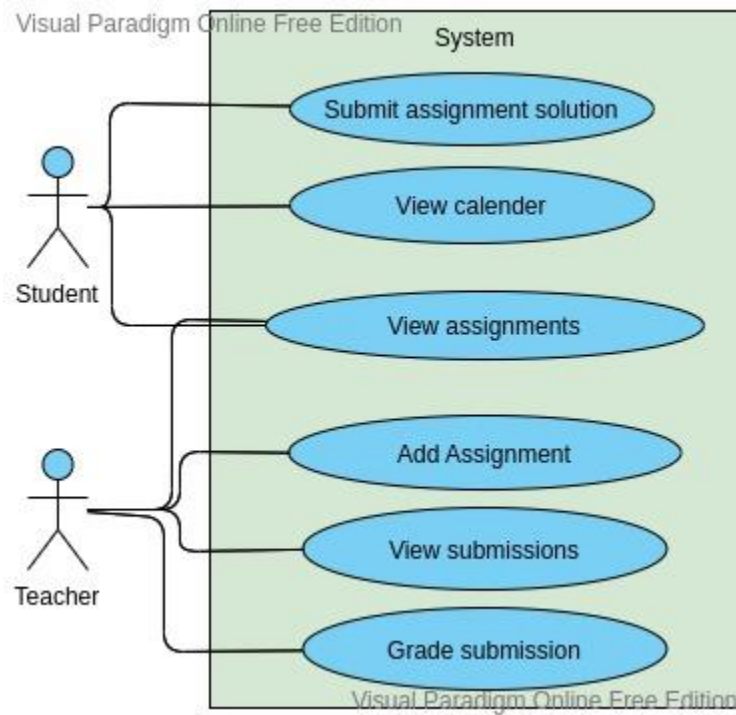 Visual Paradigm Online Free Edition
System
Submit assignment solution
View calender
Student
View assignments
Add Assignment
View submissions
Teacher
Grade submission
Visual Paradigm Online Free Edition